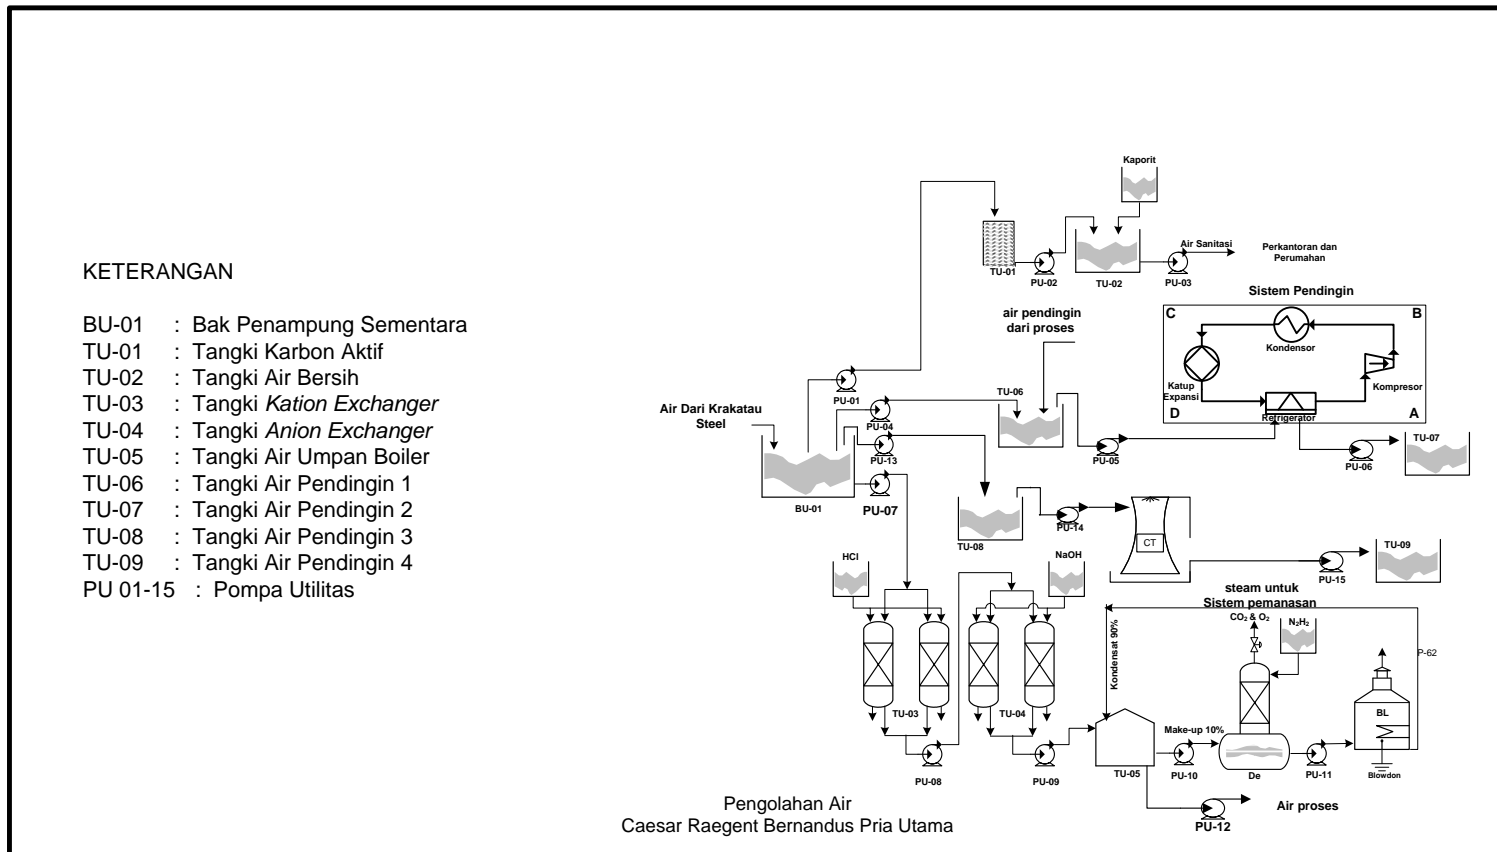 KETERANGAN
BU-01 : Bak Penampung Sementara
TU-01 : Tangki Karbon Aktif
TU-02 : Tangki Air Bersih
TU-03 : Tangki Kation Exchanger
TU-04 : Tangki Anion Exchanger
TU-05 : Tangki Air Umpan Boiler
TU-06 : Tangki Air Pendingin 1
TU-07 : Tangki Air Pendingin 2
TU-08 : Tangki Air Pendingin 3
TU-09 : Tangki Air Pendingin 4
PU 01-15 : Pompa Utilitas
Kaporit
TU-01
PU-02
TU-02
PU-03
Air Sanitasi
Perkantoran dan
Perumahan
Sistem Pendingin
C
B
Kondensor
Katup
Expansi
Kompresor
D
Refrigerator
A
air pendingin
dari proses
TU-06
PU-01
PU-04
PU-13
PU-07
Air Dari Krakatau
Steel
BU-01
PU-05
PU-06
TU-07
TU-08
PU-14
CT
PU-15
TU-09
HCl
NaOH
TU-03
TU-04
PU-08
PU-09
steam untuk
Sistem pemanasan
CO₂ & O₂
N₂H₂
Kondensat 90%
P-62
Make-up 10%
TU-05
PU-10
De
PU-11
BL
Blowdon
PU-12
Air proses
Pengolahan Air
Caesar Raegent Bernandus Pria Utama